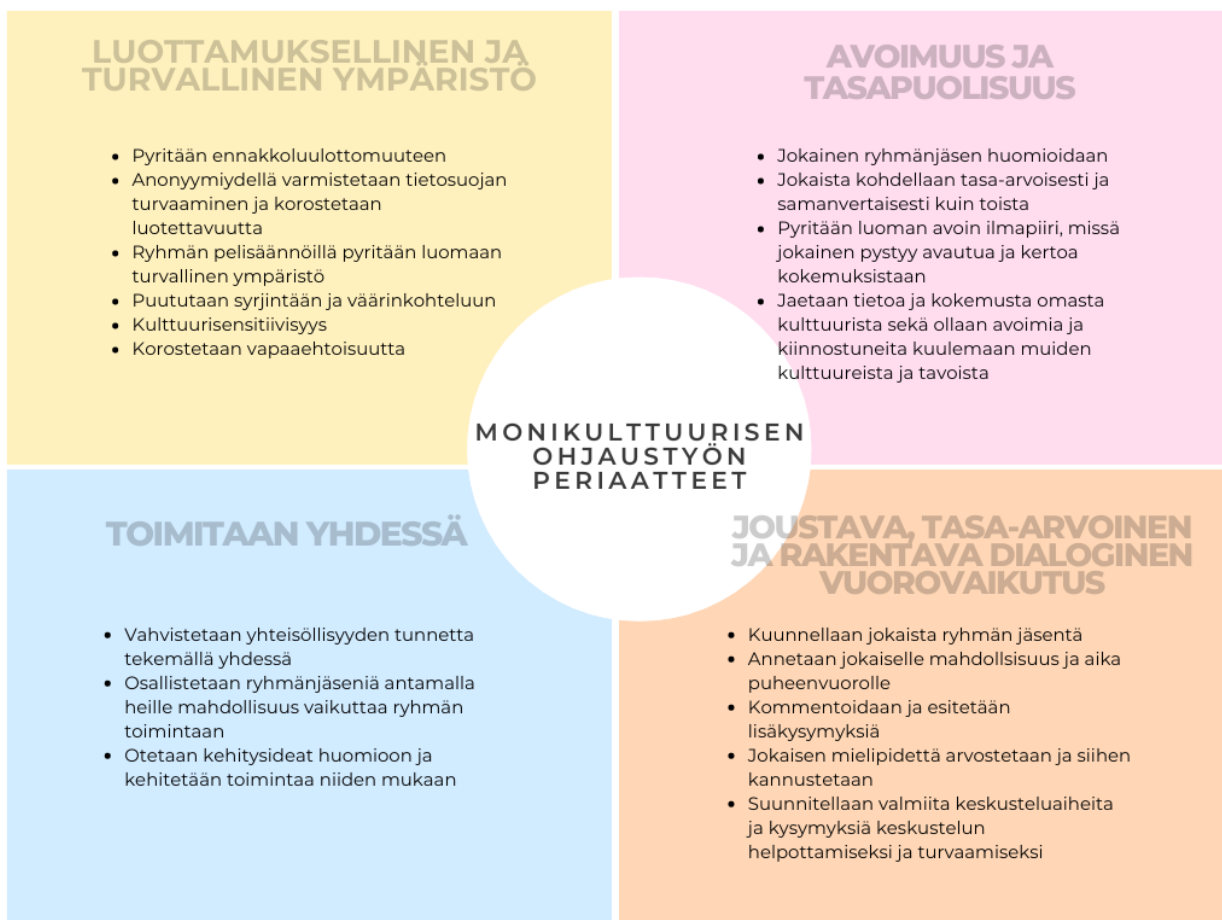 LUOTTAMUKSELLINEN JA
TURVALLINEN YMPÄRISTÖ
Pyritään ennakkoluulottomuuteen
Anonyymiydellä varmistetaan tietosuojan
turvaaminen ja korostetaan
luotettavuutta
Ryhmän pelisäännöillä pyritään luomaan
turvallinen ympäristö
Puututaan syrjintään ja väärinkohteluun
Kulttuurisensitiivisyys
Korostetaan vapaaehtoisuutta
AVOIMUUS JA
TASAPUOLISUUS
Jokainen ryhmänjäsen huomioidaan
Jokaista kohdellaan tasa-arvoisesti ja
samanvertaisesti kuin toista
Pyritään luoman avoin ilmapiiri, missä
jokainen pystyy avautua ja kertoa
kokemuksistaan
Jaetaan tietoa ja kokemusta omasta
kulttuurista sekä ollaan avoimia ja
kiinnostuneita kuulemaan muiden
kulttuureista ja tavoista
MONIKULTTUURISEN
OHJAUSTYÖN
PERIAATTEET
TOIMITAAN YHDESSÄ
Vahvistetaan yhteisöllisyyden tunnetta
tekemällä yhdessä
Osallistetaan ryhmänjäseniä antamalla
heille mahdollisuus vaikuttaa ryhmän
toimintaan
Otetaan kehitysideat huomioon ja
kehitetään toimintaa niiden mukaan
JOUSTAVA, TASA-ARVOINEN
JA RAKENTAVA DIALOGINEN
VUOROVAIKUTUS
Kuunnellaan jokaista ryhmän jäsentä
Annetaan jokaiselle mahdollsisuus ja aika
puheenvuorolle
Kommentoidaan ja esitetään
lisäkysymyksiä
Jokaisen mielipidettä arvostetaan ja siihen
kannustetaan
Suunnitellaan valmiita keskusteluaiheita
ja kysymyksiä keskustelun
helpottamiseksi ja turvaamiseksi